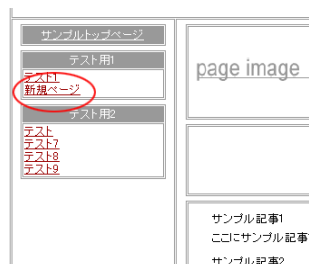 サンプルトップページ
テスト用1
テスト1
新規ページ
テスト用2
テスト
テスト7
テスト8
テスト9
page image
サンプル記事1
ここにサンプル記事
サンプル記事2